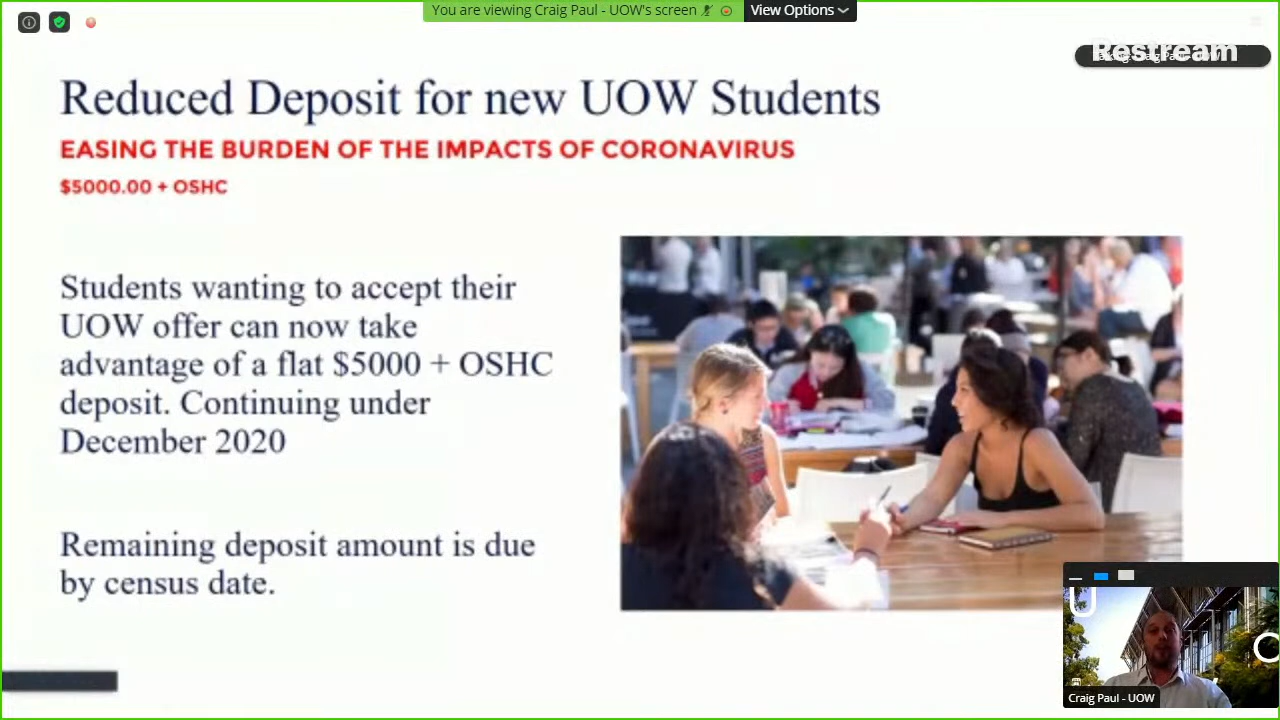 You are viewing Craig Paul - UOW's screen
View Options
Restream
Reduced Deposit for new UOW Students
EASING THE BURDEN OF THE IMPACTS OF CORONAVIRUS
$5000.00 + OSHC
Students wanting to accept their
UOW offer can now take
advantage of a flat $5000 + OSHC
deposit. Continuing under
December 2020
Remaining deposit amount is due
by census date.
Craig Paul - UOW